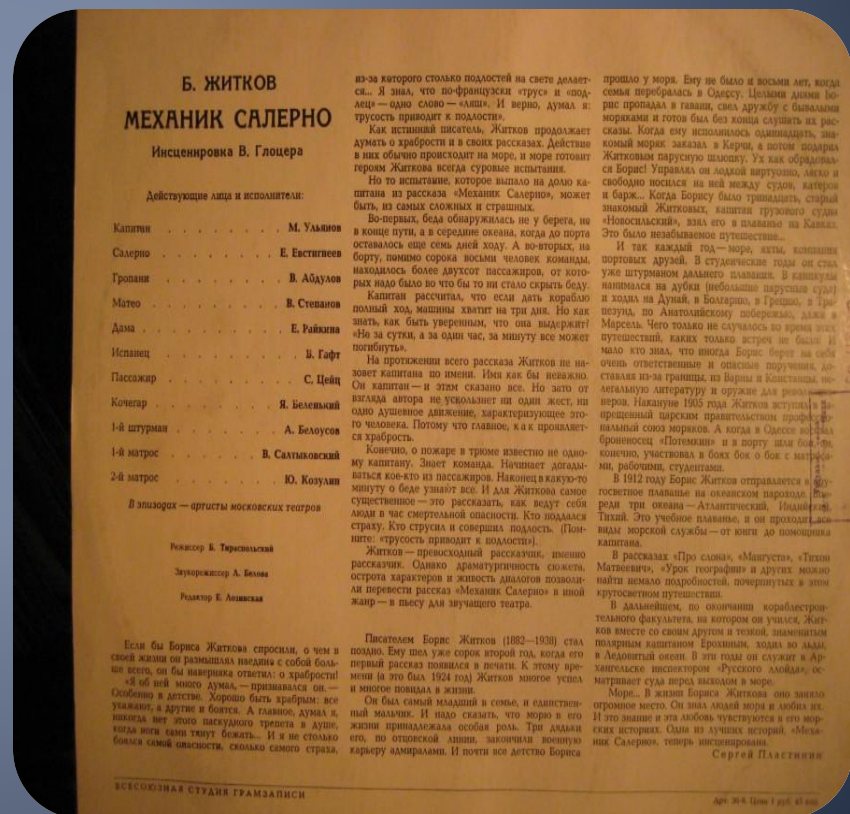 Б. ЖИТКОВ
МЕХАНИК САЛЕРНО
Инсценировка В. Глоцера
Действующие лица и исполнители:
Капитан . . . . . . . . . М. Ульянов
Салерно . . . . . . . . . Е. Евстигнеев
Гропани . . . . . . . . . В. Абдулов
Матео . . . . . . . . . В. Степанов
Дама . . . . . . . . . Е. Райкина
Испанец . . . . . . . . . В. Гафт
Пассажир . . . . . . . . . С. Цейц
Кочегар . . . . . . . . . Я. Беленький
1-й штурман . . . . . . . А. Белоусов
1-й матрос . . . . . . В. Салтыковский
2-й матрос . . . . . . . Ю. Козулин
В эпизодах — артисты московских театров
Режиссер Б. Тираспольский
Звукорежиссер Л. Белова
Редактор Е. Лозинская
Если бы Бориса Житкова спросили, о чем в
своей жизни он размышлял наедине с собой боль-
ше всего, он бы наверняка ответил: о храбрости!
«Я об ней много думал, — признавался он. —
Особенно в детстве. Хорошо быть храбрым: все
уважают, а другие и боятся. А главное, думал я,
никогда нет этого паскудного трепета в душе,
когда ноги сами тянут бежать... И я не столько
боялся самой опасности, сколько самого страха,
из-за которого столько подлостей на свете делает-
ся... Я знал, что по-французски «трус» и «под-
лец» — одно слово — «ляш». И верно, думал я:
трусость приводит к подлости».
Как истинный писатель, Житков продолжает
думать о храбрости и в своих рассказах. Действие
в них обычно происходит на море, и море готовит
героям Житкова всегда суровые испытания.
Но то испытание, которое выпало на долю ка-
питана из рассказа «Механик Салерно», может
быть, из самых сложных и страшных.
Во-первых, беда обнаружилась не у берега, но
в конце пути, а в середине океана, когда до порта
оставалось еще семь дней ходу. А во-вторых, на
борту, помимо сорока восьми человек команды,
находилось более двухсот пассажиров, от кото-
рых надо было во что бы то ни стало скрыть беду.
Капитан рассчитал, что если дать кораблю
полный ход, машины хватит на три дня. Но как
знать, как быть уверенным, что она выдержит?
«Не за сутки, а за один час, за минуту все может
погибнуть».
На протяжении всего рассказа Житков не на-
зовет капитана по имени. Имя как бы неважно.
Он капитан — и этим сказано все. Но зато от
взгляда автора не ускользнет ни один жест, ни
одно душевное движение, характеризующее это-
го человека. Потому что главное, как проявляет-
ся храбрость.
Конечно, о пожаре в трюме известно не одно-
му капитану. Знает команда. Начинает догады-
ваться кое-кто из пассажиров. Наконец в какую-то
минуту о беде узнают все. И для Житкова самое
существенное — это рассказать, как ведут себя
люди в час смертельной опасности. Кто поддался
страху. Кто струсил и совершил подлость. (Пом-
ните: «трусость приводит к подлости»).
Житков — превосходный рассказчик, именно
рассказчик. Однако драматургичность сюжета,
острота характеров и живость диалогов позволи-
ли перевести рассказ «Механик Салерно» в иной
жанр — в пьесу для звучащего театра.
Писателем Борис Житков (1882—1938) стал
поздно. Ему шел уже сорок второй год, когда его
первый рассказ появился в печати. К этому вре-
мени (а это был 1924 год) Житков многое успел
и многое повидал в жизни.
Он был самый младший в семье, и единствен-
ный мальчик. И надо сказать, что морю в его
жизни принадлежала особая роль. Три дядьки
его, по отцовской линии, закончили военную
карьеру адмиралами. И почти все детство Бориса
прошло у моря. Ему не было и восьми лет, когда
семья перебралась в Одессу. Целыми днями Бо-
рис пропадал в гавани, свел дружбу с бывалыми
моряками и готов был без конца слушать их рас-
сказы. Когда ему исполнилось одиннадцать, зна-
комый моряк заказал в Керчи, а потом подарил
Житковым парусную шлюпку. Ух как обрадовал-
ся Борис! Управлял он лодкой виртуозно, легко и
свободно носился на ней между судов, катеров
и барж... Когда Борису было тринадцать, старый
знакомый Житковых, капитан грузового судна
«Новосильский», взял его в плаванье на Кавказ.
Это было незабываемое путешествие...
И так каждый год — море, яхты, компания
портовых друзей. В студенческие годы он стал
уже штурманом дальнего плавания. В каникулы
нанимался на дубки (небольшие парусные суда)
и ходил на Дунай, в Болгарию, в Грецию, в Тра-
пезунд, по Анатолийскому побережью, даже в
Марсель. Чего только не случалось во время этих
путешествий, каких только встреч не было! И
мало кто знал, что иногда Борис берет на себя
очень ответственные и опасные поручения, до-
ставляя из-за границы, из Варны и Констанцы, не-
легальную литературу и оружие для револю-
неров. Накануне 1905 года Житков вступил в за-
прещенный царским правительством професси-
нальный союз моряков. А когда в Одессе восстал
броненосец «Потемкин» и в порту шли бои, он,
конечно, участвовал в боях бок о бок с матроса-
ми, рабочими, студентами.
В 1912 году Борис Житков отправляется в кру-
госветное плаванье на океанском пароходе. Впе-
реди три океана — Атлантический, Индийский,
Тихий. Это учебное плаванье, и он проходит все
виды морской службы — от юнги до помощника
капитана.
В рассказах «Про слона», «Мангуста», «Тихон
Матвеевич», «Урок географии» и других можно
найти немало подробностей, почерпнутых в этом
кругосветном путешествии.
В дальнейшем, по окончании кораблестрои-
тельного факультета, на котором он учился, Жит-
ков вместе со своим другом и тезкой, знаменитым
полярным капитаном Ерохиным, ходил во льды,
в Ледовитый океан. В эти годы он служит в Ар-
хангельске инспектором «Русского ллойда», ос-
матривает суда перед выходом в море.
Море... В жизни Бориса Житкова оно заняло
огромное место. Он знал людей моря и любил их.
И это знание и эта любовь чувствуются в его мор-
ских историях. Одна из лучших историй, «Меха-
ник Салерно», теперь инсценирована.
Сергей Пластинин
ВСЕСОЮЗНАЯ СТУДИЯ ГРАМЗАПИСИ
Цена 1 руб. 45 коп.